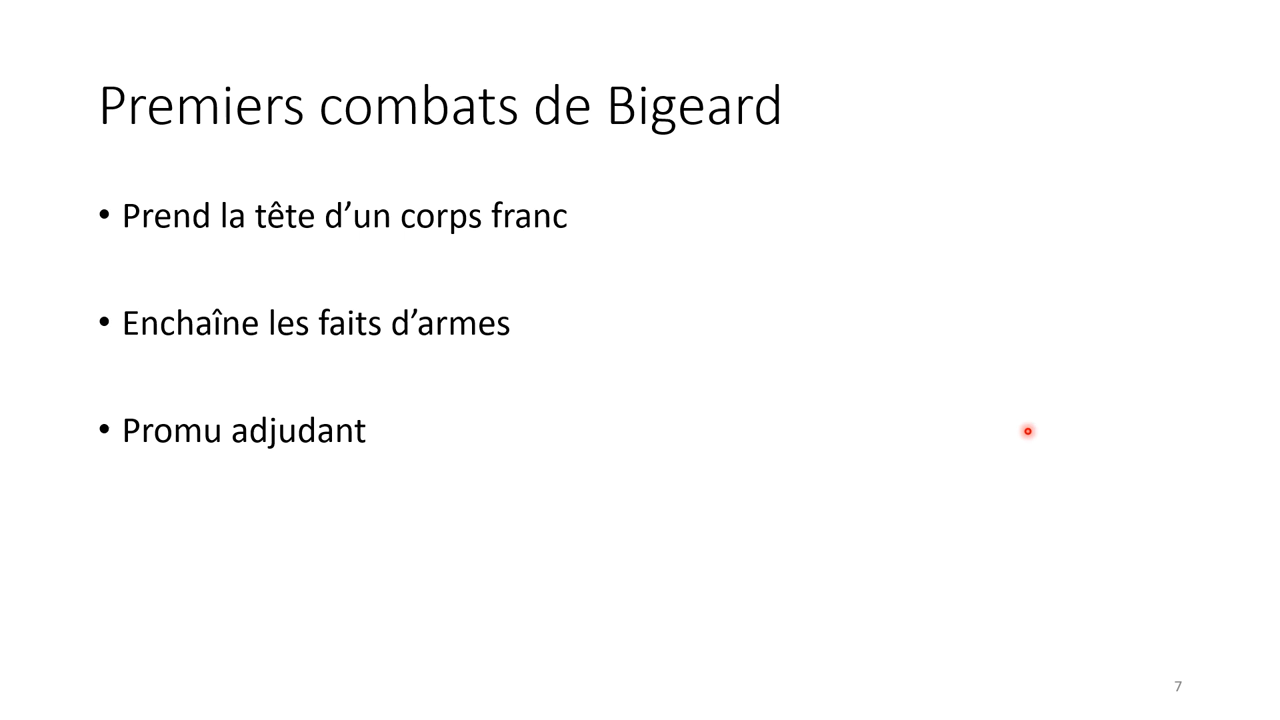 Premiers combats de Bigeard
• Prend la tête d’un corps franc
• Enchaîne les faits d’armes
• Promu adjudant
7